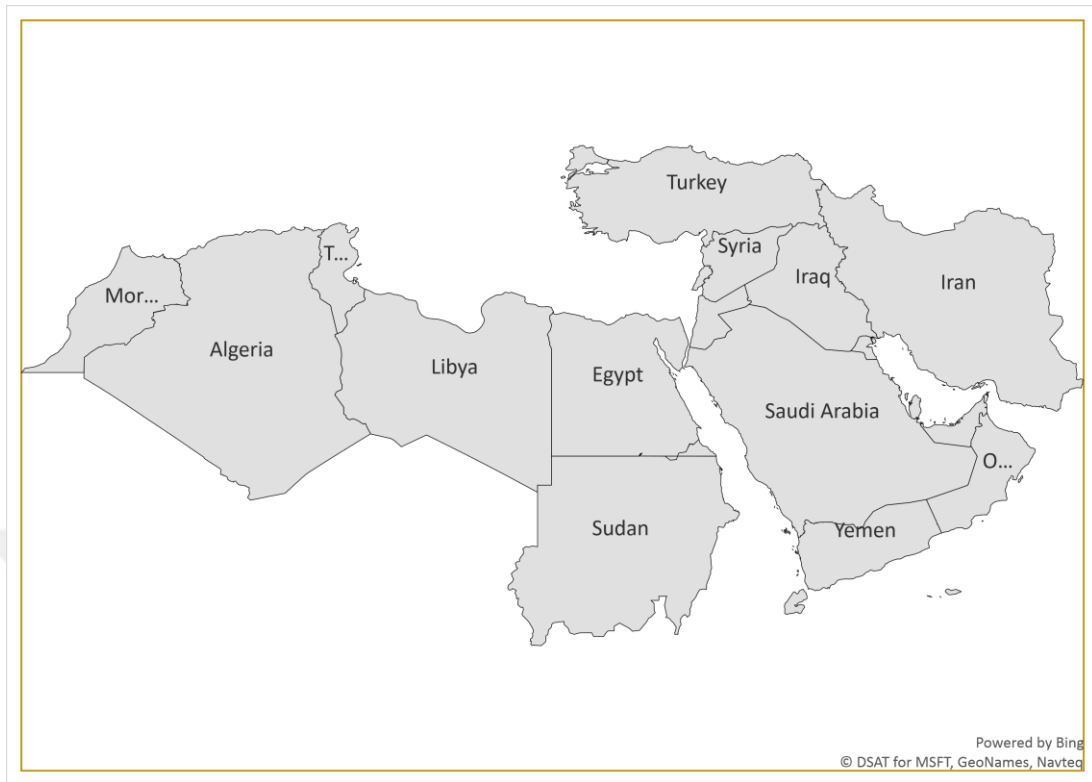 Turkey
Syria
T...
Iraq
Iran
Mor...
Algeria
Libya
Egypt
Saudi Arabia
O...
Sudan
Yemen
Powered by Bing
© DSAT for MSFT, GeoNames, Navteq